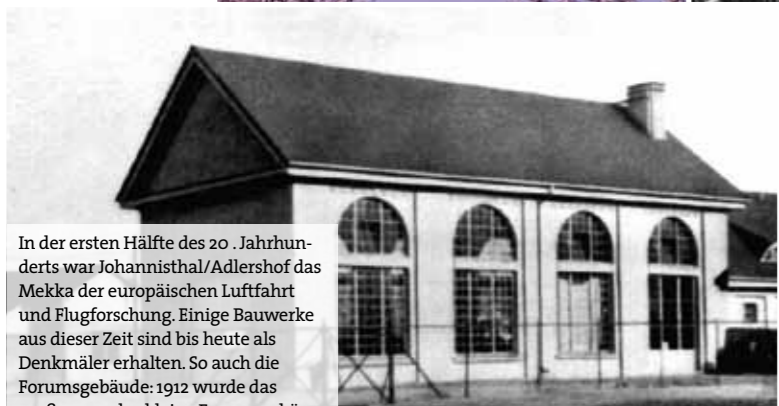 In der ersten Hälfte des 20 . Jahrhun-
derts war Johannisthal/Adlershof das
Mekka der europäischen Luftfahrt
und Flugforschung. Einige Bauwerke
aus dieser Zeit sind bis heute als
Denkmäler erhalten. So auch die
Forumsgebäude: 1912 wurde das